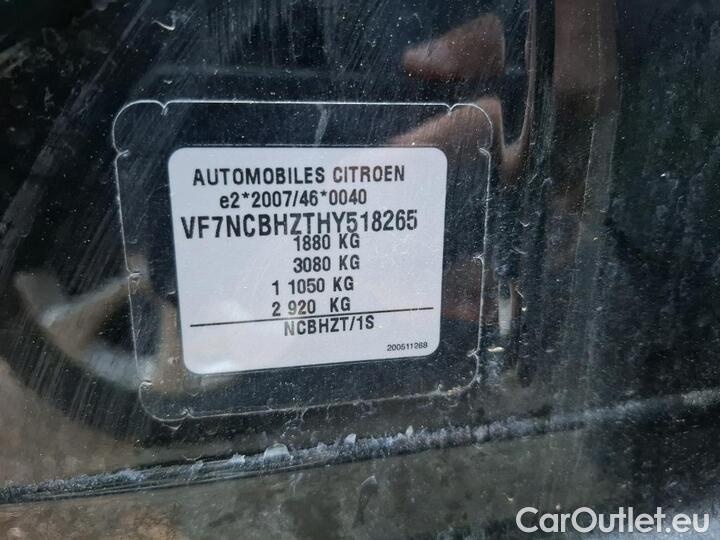 AUTOMOBILES CITROEN
e2*2007/46*0040
VF7NCBHZTHY518265
1880 KG
3080 KG
1 1050 KG
2 920 KG
NCBHZT/1S
200511268
CarOutlet.eu